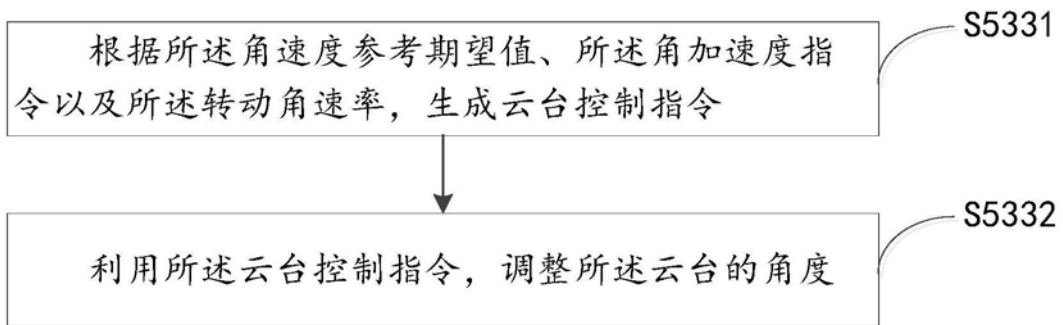 根据所述角速度参考期望值、所述角加速度指
令以及所述转动角速率，生成云台控制指令
S5331
利用所述云台控制指令，调整所述云台的角度
S5332